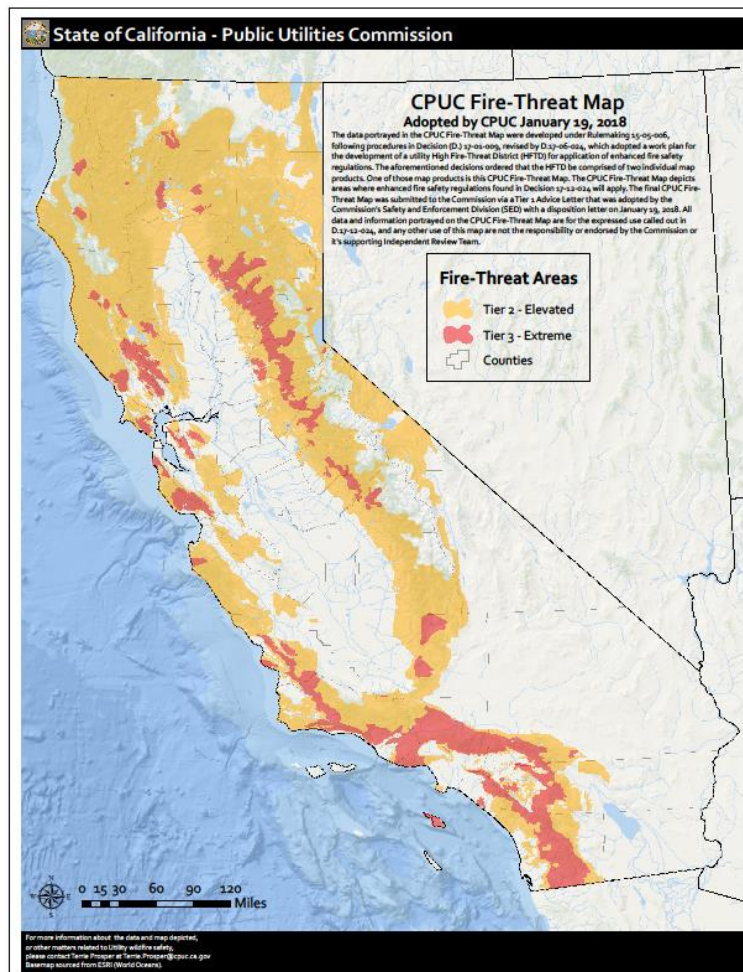 State of California - Public Utilities Commission
CPUC Fire-Threat Map
Adopted by CPUC January 19, 2018
The data portrayed in the CPUC Fire-Threat Map were developed under Rulemaking 15-05-006,
following procedures in Decision (D.) 17-01-009, revised by D.17-06-024, which adopted a work plan for
the development of a utility High Fire-Threat District (HFTD) for application of enhanced fire safety
regulations. The aforementioned decisions ordered that the HFTD be comprised of two individual map
products. One of those map products is this CPUC Fire-Threat Map. The CPUC Fire-Threat Map depicts
areas where enhanced fire safety regulations found in Decision 17-12-024 will apply. The final CPUC Fire-
Threat Map was submitted to the Commission via a Tier 1 Advice Letter that was adopted by the
Commission's Safety and Enforcement Division (SED) with a disposition letter on January 19, 2018. All
data and information portrayed on the CPUC Fire-Threat Map are for the expressed use called out in
D.17-12-024, and any other use of this map are not the responsibility or endorsed by the Commission or
it's supporting Independent Review Team.
Fire-Threat Areas
Tier 2 - Elevated
Tier 3 - Extreme
Counties
N
W E
S
0 15 30 60 90 120
Miles
For more information about the data and map depicted,
or other matters related to Utility wildfire safety,
please contact Terrie Prosper at Terrie.Prosper@cpuc.ca.gov
Basemap sourced from ESRI (World Oceans).